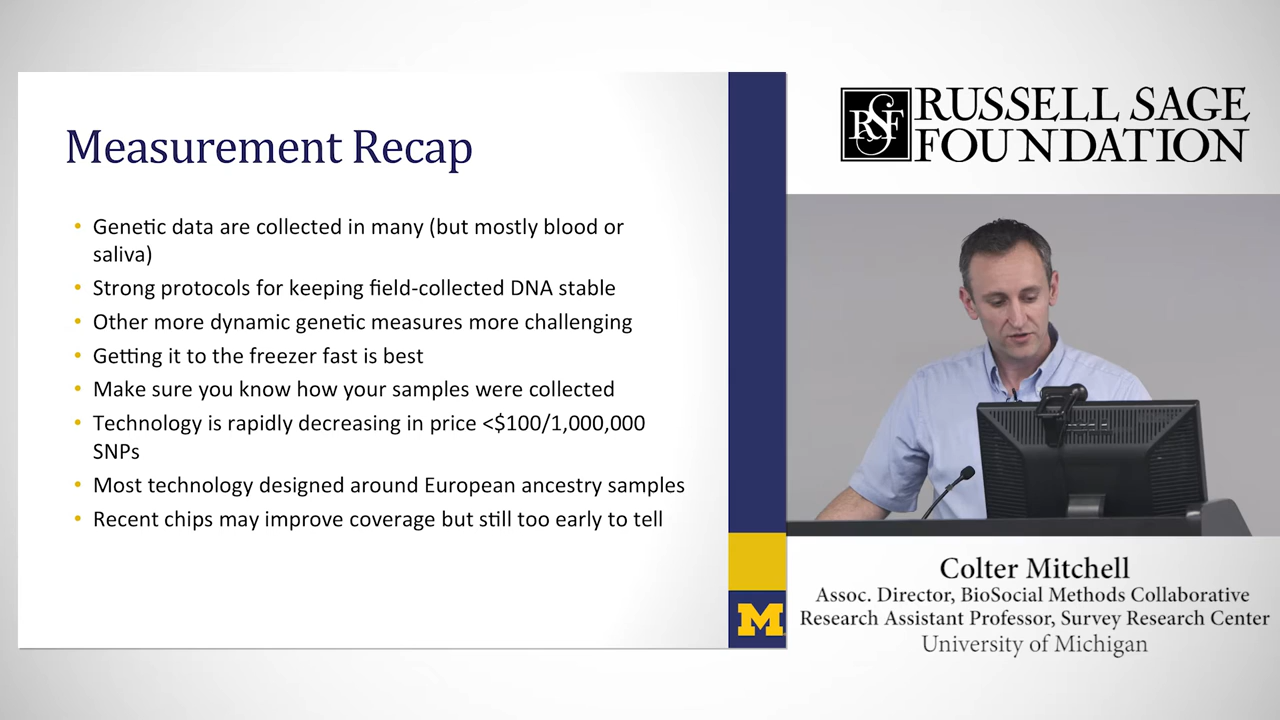 Measurement Recap
• Genetic data are collected in many (but mostly blood or
saliva)
• Strong protocols for keeping field-collected DNA stable
• Other more dynamic genetic measures more challenging
• Getting it to the freezer fast is best
• Make sure you know how your samples were collected
• Technology is rapidly decreasing in price <$100/1,000,000
SNPs
• Most technology designed around European ancestry samples
• Recent chips may improve coverage but still too early to tell
M
RSF
RUSSELL SAGE
FOUNDATION
Colter Mitchell
Assoc. Director, BioSocial Methods Collaborative
Research Assistant Professor, Survey Research Center
University of Michigan